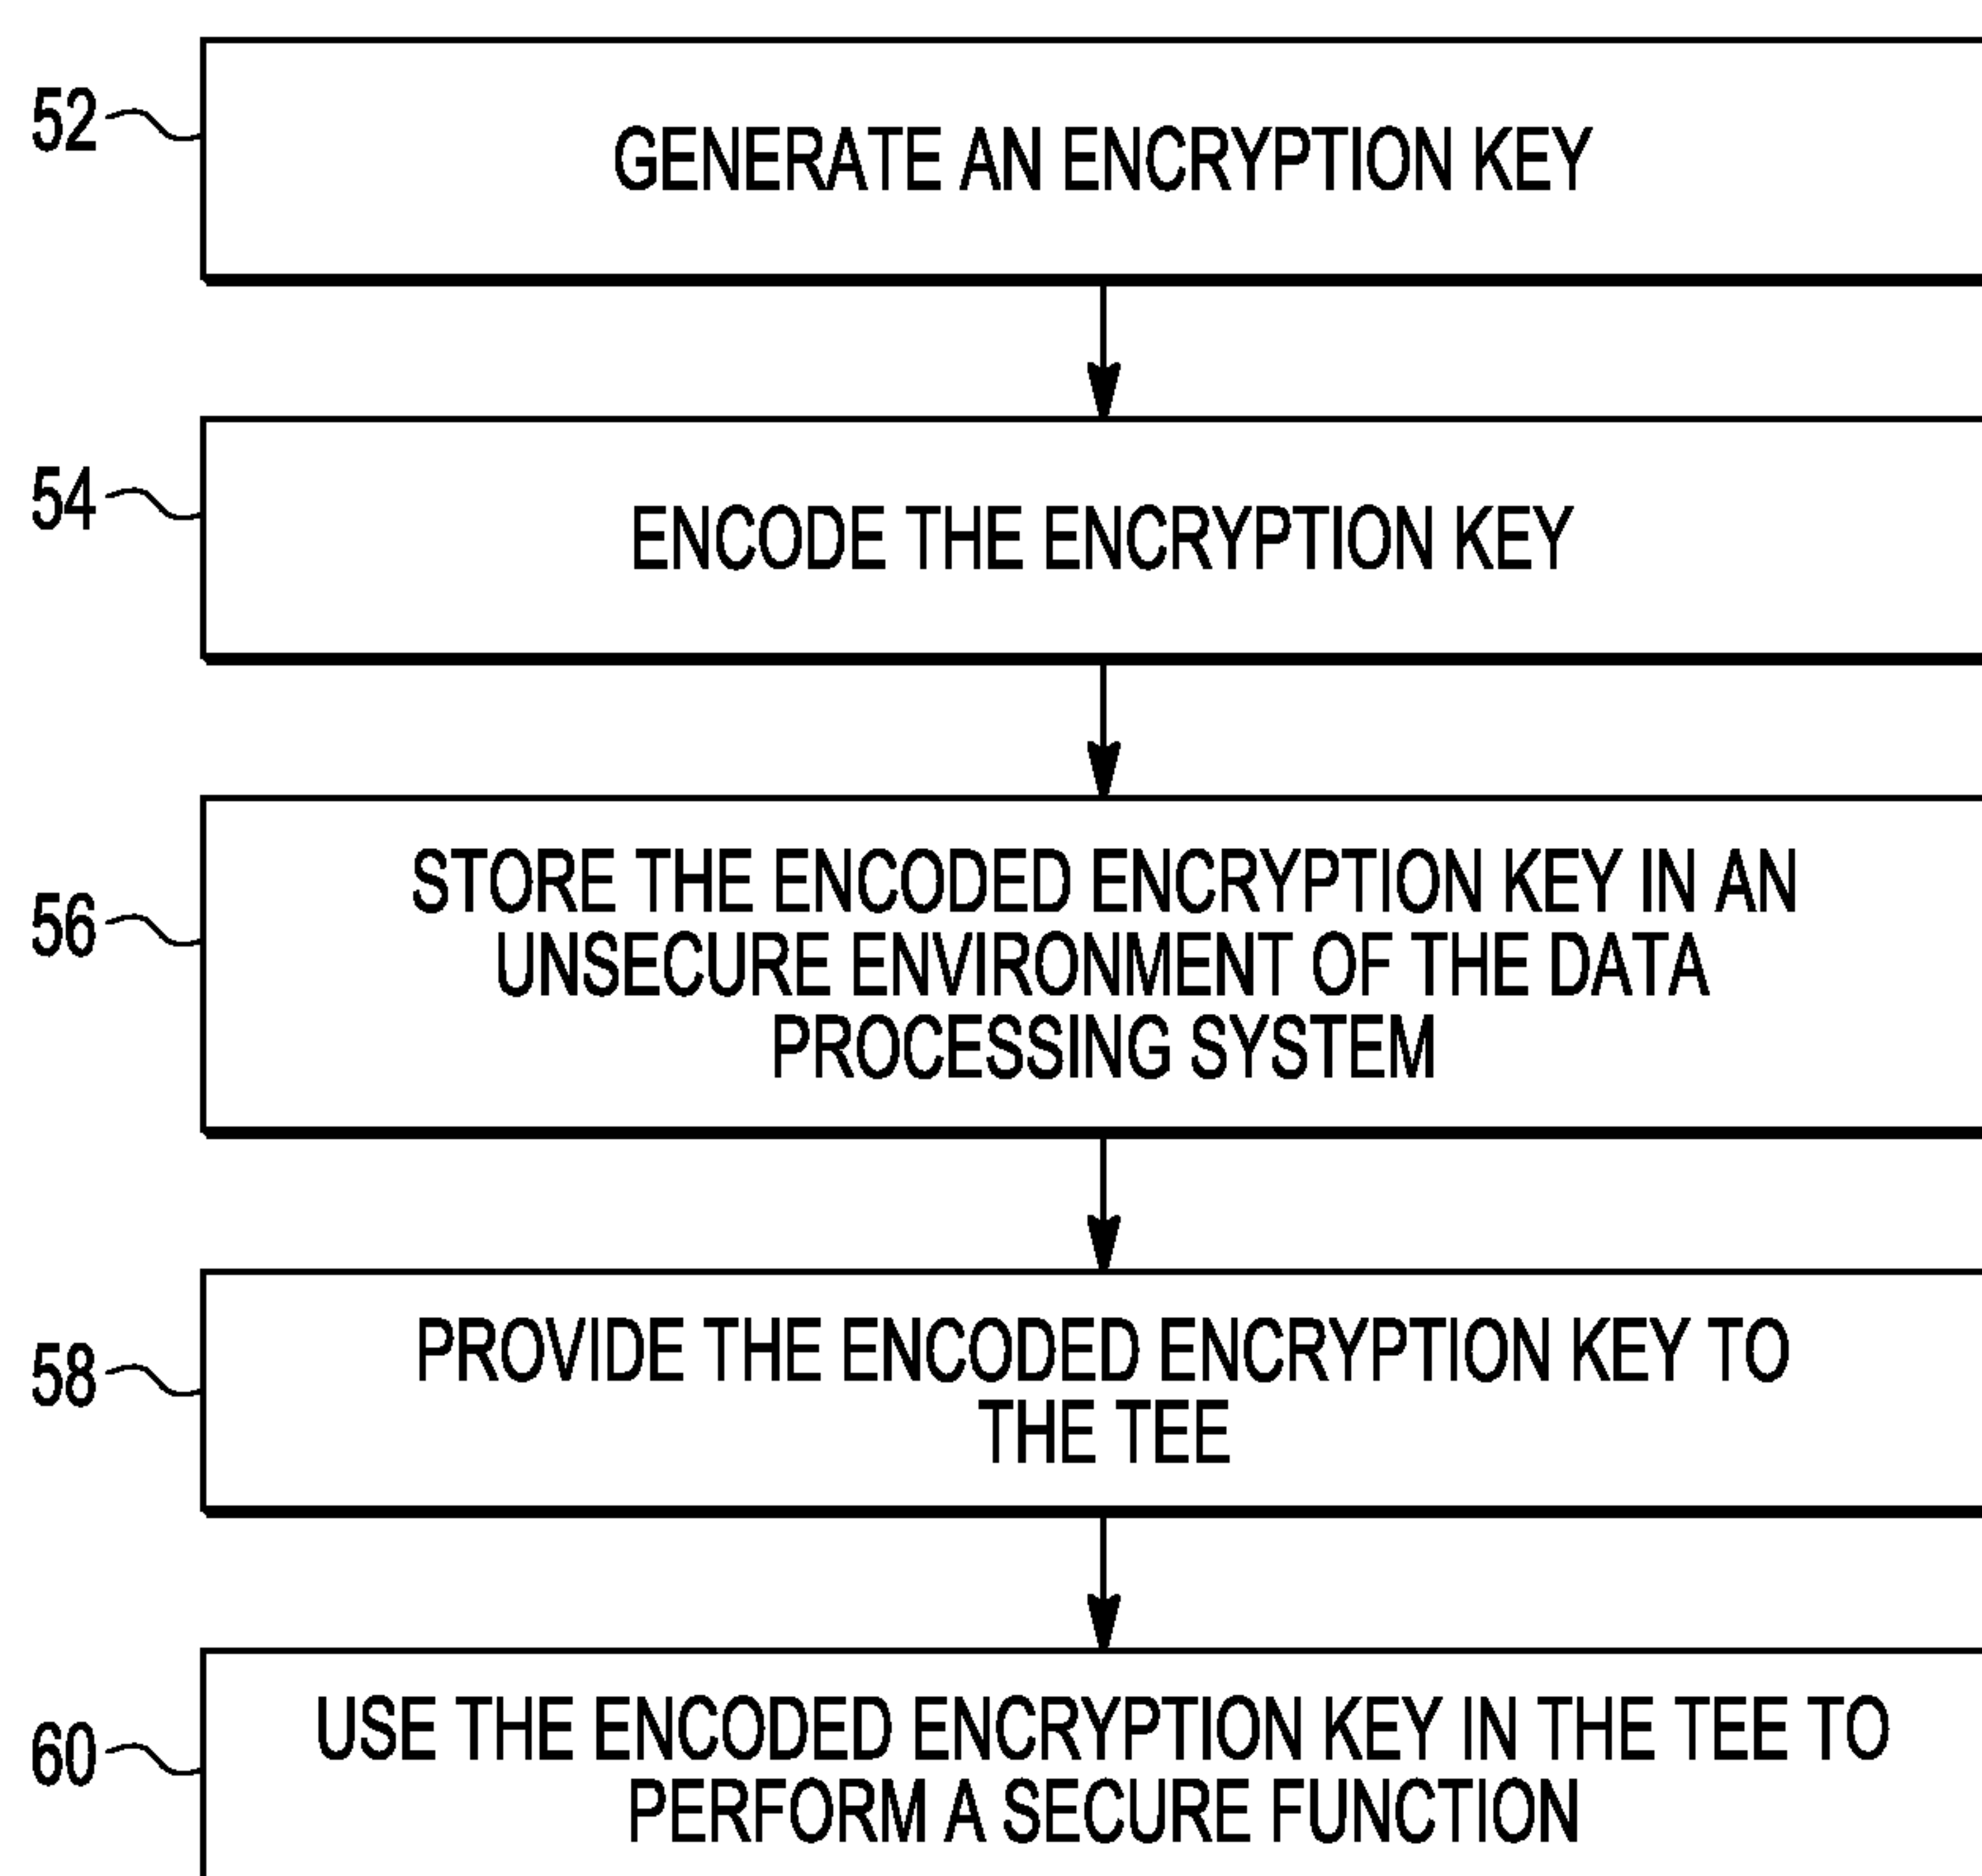 52
GENERATE AN ENCRYPTION KEY
54
ENCODE THE ENCRYPTION KEY
56
STORE THE ENCODED ENCRYPTION KEY IN AN
UNSECURE ENVIRONMENT OF THE DATA
PROCESSING SYSTEM
58
PROVIDE THE ENCODED ENCRYPTION KEY TO
THE TEE
60
USE THE ENCODED ENCRYPTION KEY IN THE TEE TO
PERFORM A SECURE FUNCTION